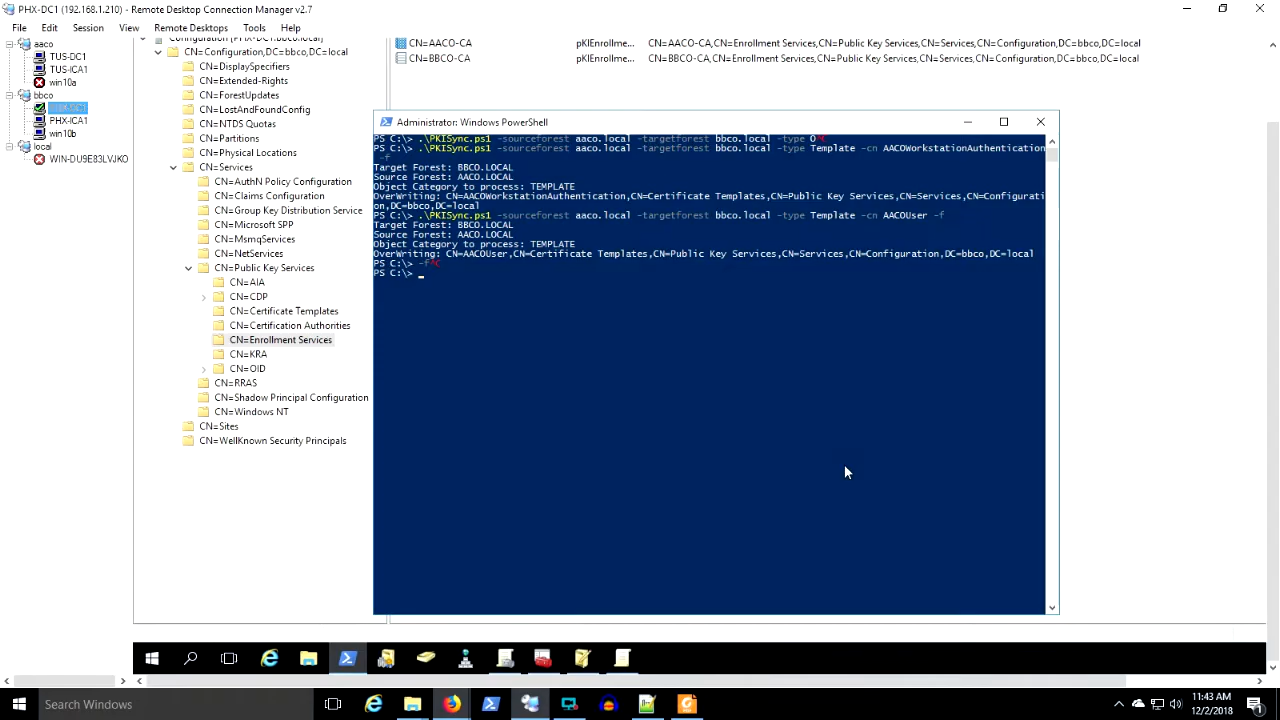 PHX-DC1 (192.168.1.210) - Remote Desktop Connection Manager v2.7
File Edit Session View Remote Desktops Tools Help
aaco
TUS-DC1
TUS-ICA1
win10a
bbco
PHX-ICA1
win10b
local
WIN-DU9E83LVJKO
CN=Configuration,DC=bbco,DC=local
CN=DisplaySpecifiers
CN=Extended-Rights
CN=ForestUpdates
CN=LostAndFoundConfig
CN=NTDS Quotas
CN=Partitions
CN=Physical Locations
CN=Services
CN=AuthN Policy Configuration
CN=Claims Configuration
CN=Group Key Distribution Service
CN=Microsoft SPP
CN=MsmqServices
CN=NetServices
CN=Public Key Services
CN=AIA
CN=CDP
CN=Certificate Templates
CN=Certification Authorities
CN=Enrollment Services
CN=KRA
CN=OID
CN=RRAS
CN=Shadow Principal Configuration
CN=Windows NT
CN=Sites
CN=WellKnown Security Principals
CN=AACO-CA pKIEnrollme... CN=AACO-CA,CN=Enrollment Services,CN=Public Key Services,CN=Services,CN=Configuration,DC=bbco,DC=local
CN=BBCO-CA pKIEnrollme... CN=BBCO-CA,CN=Enrollment Services,CN=Public Key Services,CN=Services,CN=Configuration,DC=bbco,DC=local
Administrator: Windows PowerShell
PS C:\> .\PKISync.ps1 -sourceforest aaco.local -targetforest bbco.local -type O^C
PS C:\> .\PKISync.ps1 -sourceforest aaco.local -targetforest bbco.local -type Template -cn AACOWorkstationAuthentication
-f
Target Forest: BBCO.LOCAL
Source Forest: AACO.LOCAL
Object Category to process: TEMPLATE
OverWriting: CN=AACOWorkstationAuthentication,CN=Certificate Templates,CN=Public Key Services,CN=Services,CN=Configurati
on,DC=bbco,DC=local
PS C:\> .\PKISync.ps1 -sourceforest aaco.local -targetforest bbco.local -type Template -cn AACOUser -f
Target Forest: BBCO.LOCAL
Source Forest: AACO.LOCAL
Object Category to process: TEMPLATE
OverWriting: CN=AACOUser,CN=Certificate Templates,CN=Public Key Services,CN=Services,CN=Configuration,DC=bbco,DC=local
PS C:\> -f^C
PS C:\> _
Search Windows
11:43 AM
12/2/2018